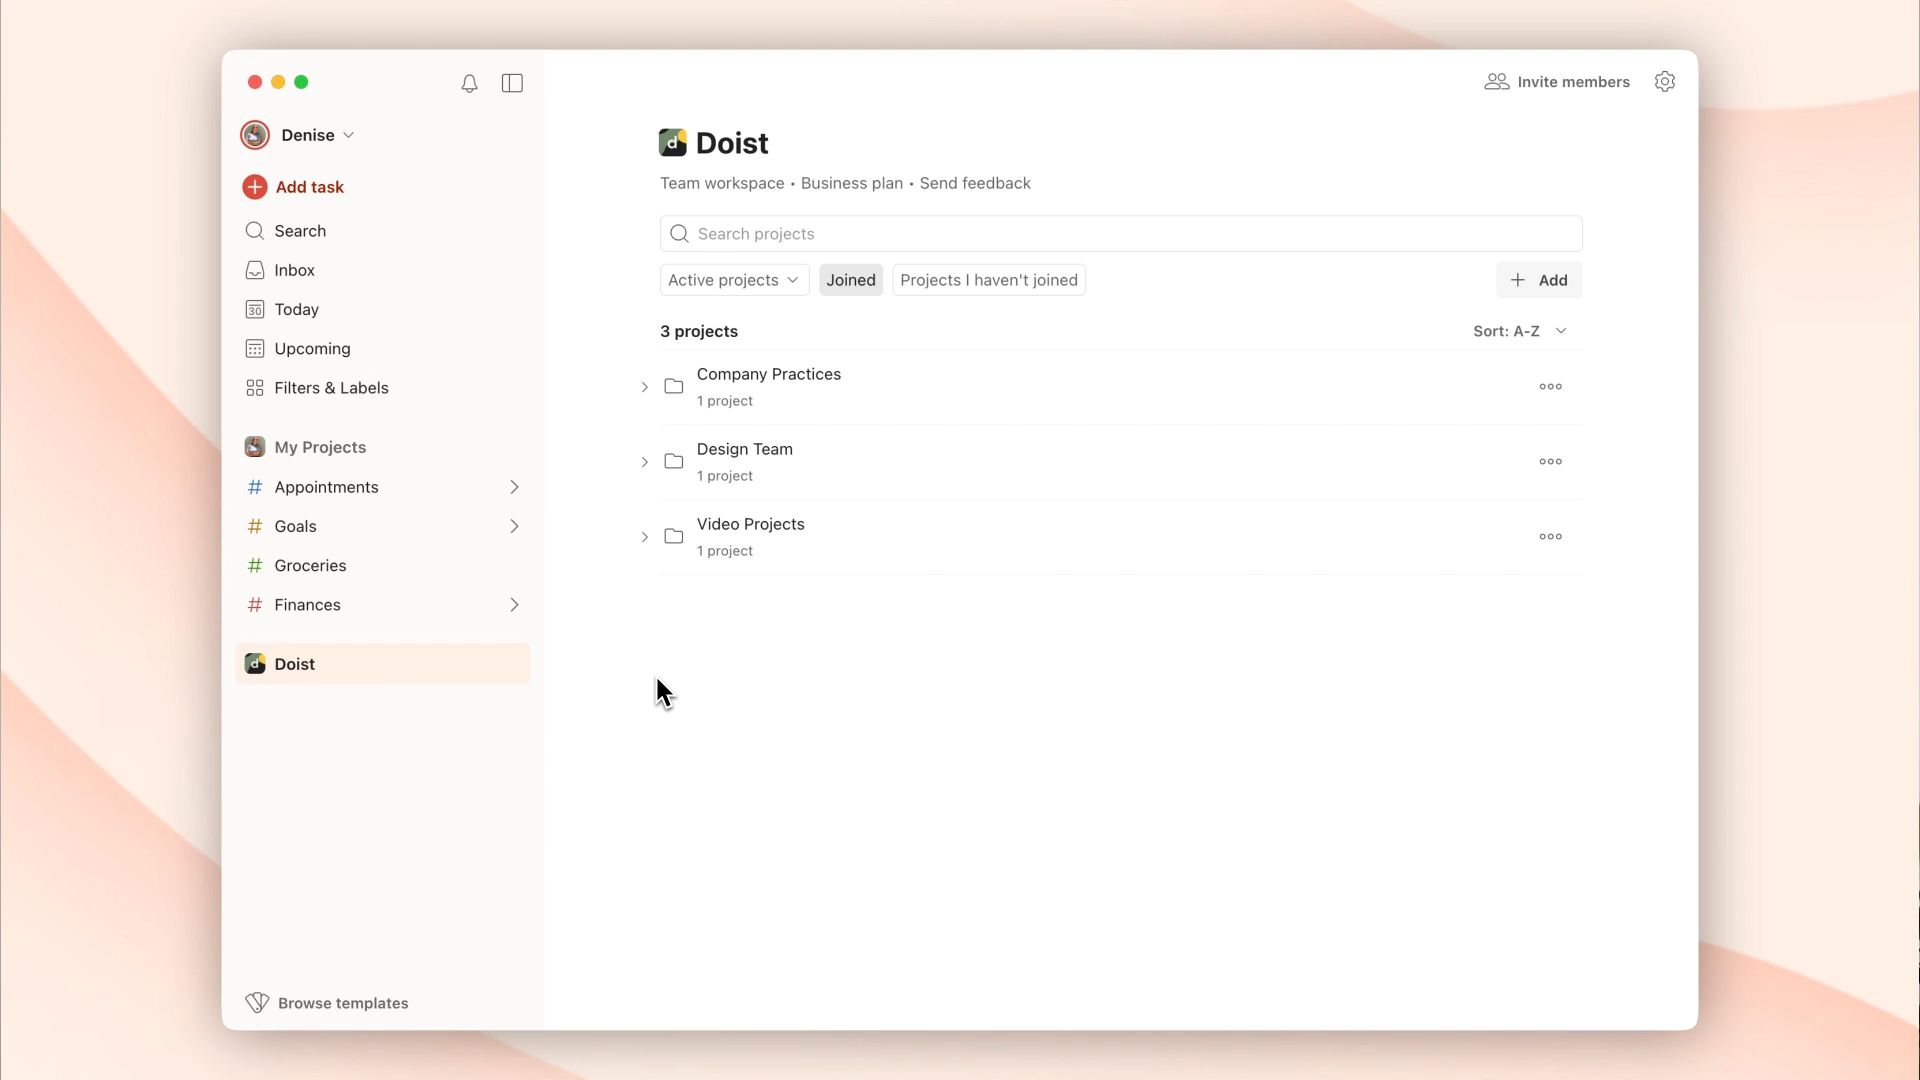 Denise
Add task
Search
Inbox
30 Today
Upcoming
Filters & Labels
My Projects
# Appointments
# Goals
# Groceries
# Finances
d Doist
Browse templates
Invite members
d Doist
Team workspace • Business plan • Send feedback
Search projects
Active projects Joined Projects I haven't joined + Add
3 projects Sort: A-Z
Company Practices
1 project
Design Team
1 project
Video Projects
1 project